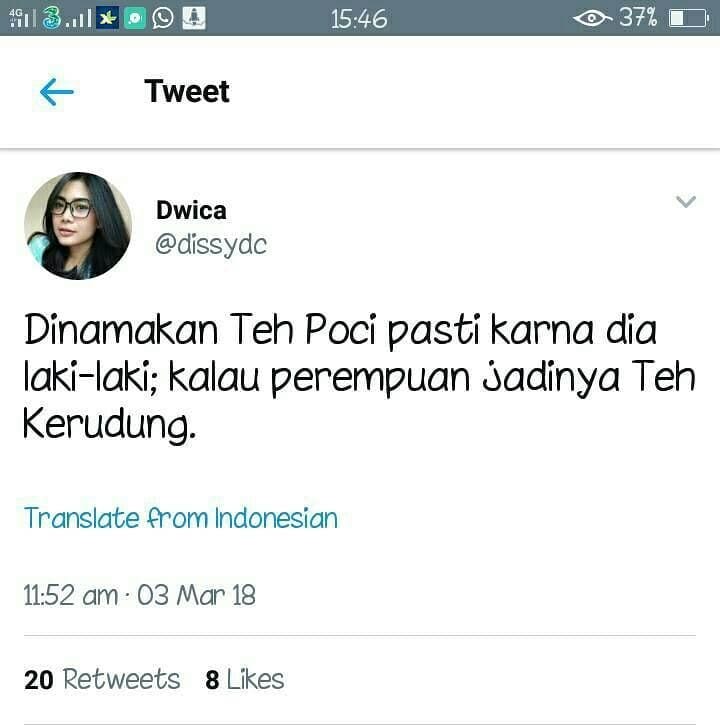 4G 3 15:46 37%
Tweet
Dwica
@dissydc
Dinamakan Teh Poci pasti karna dia
laki-laki; kalau perempuan jadinya Teh
Kerudung.
Translate from Indonesian
11:52 am · 03 Mar 18
20 Retweets 8 Likes